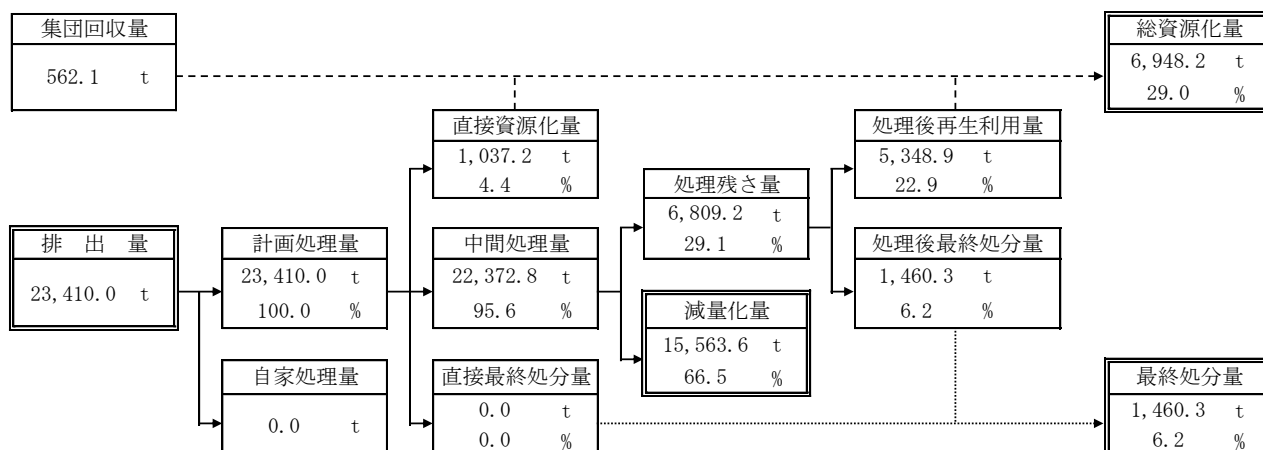 集団回収量
562.1 t
総資源化量
6,948.2 t
29.0 %
直接資源化量
1,037.2 t
4.4 %
処理後再生利用量
5,348.9 t
22.9 %
処理残さ量
6,809.2 t
29.1 %
排出量
23,410.0 t
計画処理量
23,410.0 t
100.0 %
中間処理量
22,372.8 t
95.6 %
処理後最終処分量
1,460.3 t
6.2 %
減量化量
15,563.6 t
66.5 %
自家処理量
0.0 t
直接最終処分量
0.0 t
0.0 %
最終処分量
1,460.3 t
6.2 %